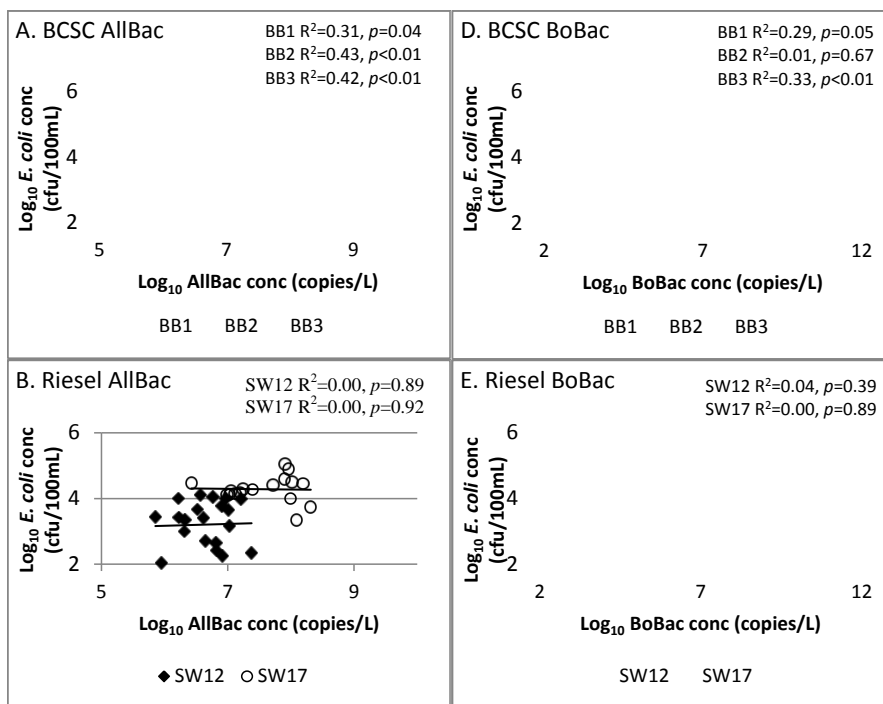 A. BCSC AllBac
BB1 R²=0.31, p=0.04
BB2 R²=0.43, p<0.01
BB3 R²=0.42, p<0.01
Log₁₀ E. coli conc
(cfu/100mL)
6
4
2
5 7 9
Log₁₀ AllBac conc (copies/L)
BB1 BB2 BB3
D. BCSC BoBac
BB1 R²=0.29, p=0.05
BB2 R²=0.01, p=0.67
BB3 R²=0.33, p<0.01
Log₁₀ E. coli conc
(cfu/100mL)
6
4
2
2 7 12
Log₁₀ BoBac conc (copies/L)
BB1 BB2 BB3
B. Riesel AllBac
SW12 R²=0.00, p=0.89
SW17 R²=0.00, p=0.92
Log₁₀ E. coli conc
(cfu/100mL)
6
4
2
5 7 9
Log₁₀ AllBac conc (copies/L)
SW12 SW17
E. Riesel BoBac
SW12 R²=0.04, p=0.39
SW17 R²=0.00, p=0.89
Log₁₀ E. coli conc
(cfu/100mL)
6
4
2
2 7 12
Log₁₀ BoBac conc (copies/L)
SW12 SW17